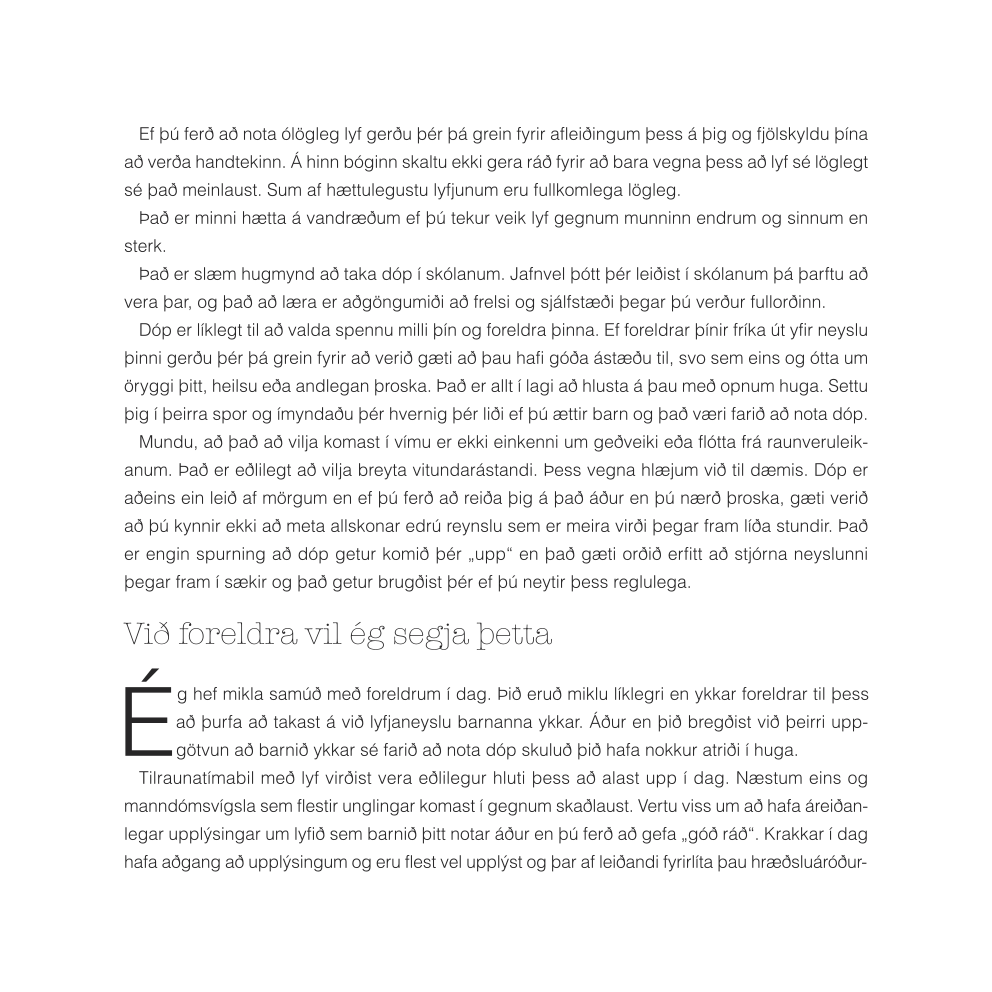 Ef þú ferð að nota ólögleg lyf gerðu þér þá grein fyrir afleiðingum þess á þig og fjölskyldu þína
að verða handtekinn. Á hinn bóginn skaltu ekki gera ráð fyrir að bara vegna þess að lyf sé löglegt
sé það meinlaust. Sum af hættulegustu lyfjunum eru fullkomlega lögleg.
Það er minni hætta á vandræðum ef þú tekur veik lyf gegnum munninn endrum og sinnum en
sterk.
Það er slæm hugmynd að taka dóp í skólanum. Jafnvel þótt þér leiðist í skólanum þá þarftu að
vera þar, og það að læra er aðgöngumiði að frelsi og sjálfstæði þegar þú verður fullorðinn.
Dóp er líklegt til að valda spennu milli þín og foreldra þinna. Ef foreldrar þínir fríka út yfir neyslu
þinni gerðu þér þá grein fyrir að verið gæti að þau hafi góða ástæðu til, svo sem eins og ótta um
öryggi þitt, heilsu eða andlegan þroska. Það er allt í lagi að hlusta á þau með opnum huga. Settu
þig í þeirra spor og ímyndaðu þér hvernig þér liði ef þú ættir barn og það væri farið að nota dóp.
Mundu, að það að vilja komast í vímu er ekki einkenni um geðveiki eða flótta frá raunveruleik-
anum. Það er eðlilegt að vilja breyta vitundarástandi. Þess vegna hlæjum við til dæmis. Dóp er
aðeins ein leið af mörgum en ef þú ferð að reiða þig á það áður en þú nærð þroska, gæti verið
að þú kynnir ekki að meta allskonar edrú reynslu sem er meira virði þegar fram líða stundir. Það
er engin spurning að dóp getur komið þér „upp“ en það gæti orðið erfitt að stjórna neyslunni
þegar fram í sækir og það getur brugðist þér ef þú neytir þess reglulega.
Við foreldra vil ég segja þetta
Ég hef mikla samúð með foreldrum í dag. Þið eruð miklu líklegri en ykkar foreldrar til þess
að þurfa að takast á við lyfjaneyslu barnanna ykkar. Áður en þið bregðist við þeirri upp-
götvun að barnið ykkar sé farið að nota dóp skuluð þið hafa nokkur atriði í huga.
Tilraunatímabil með lyf virðist vera eðlilegur hluti þess að alast upp í dag. Næstum eins og
manndómsvígsla sem flestir unglingar komast í gegnum skaðlaust. Vertu viss um að hafa áreiðan-
legar upplýsingar um lyfið sem barnið þitt notar áður en þú ferð að gefa „góð ráð“. Krakkar í dag
hafa aðgang að upplýsingum og eru flest vel upplýst og þar af leiðandi fyrirlíta þau hræðsluáróður-